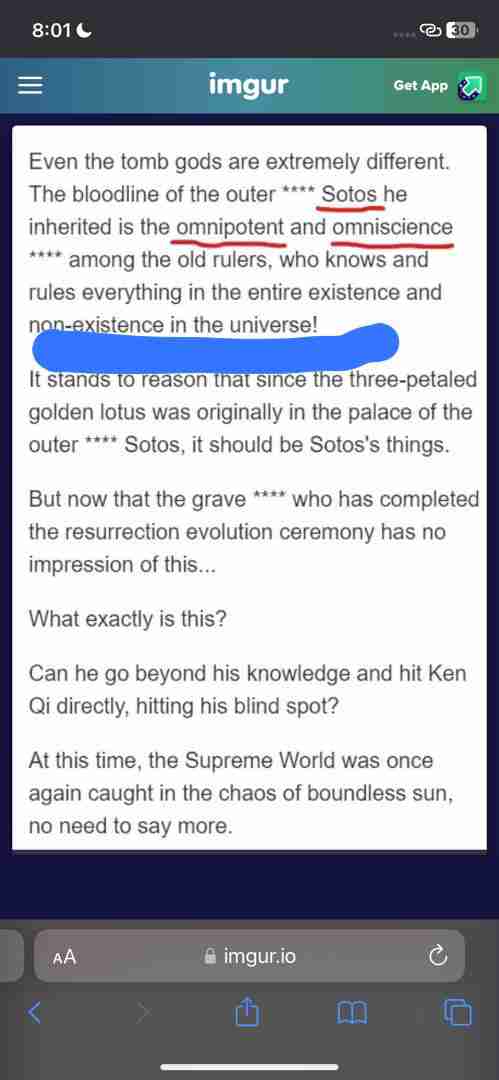 8:01
30
imgur
Get App
Even the tomb gods are extremely different.
The bloodline of the outer **** Sotos he
inherited is the omnipotent and omniscience
**** among the old rulers, who knows and
rules everything in the entire existence and
non-existence in the universe!
It stands to reason that since the three-petaled
golden lotus was originally in the palace of the
outer **** Sotos, it should be Sotos's things.
But now that the grave **** who has completed
the resurrection evolution ceremony has no
impression of this...
What exactly is this?
Can he go beyond his knowledge and hit Ken
Qi directly, hitting his blind spot?
At this time, the Supreme World was once
again caught in the chaos of boundless sun,
no need to say more.
AA
imgur.io